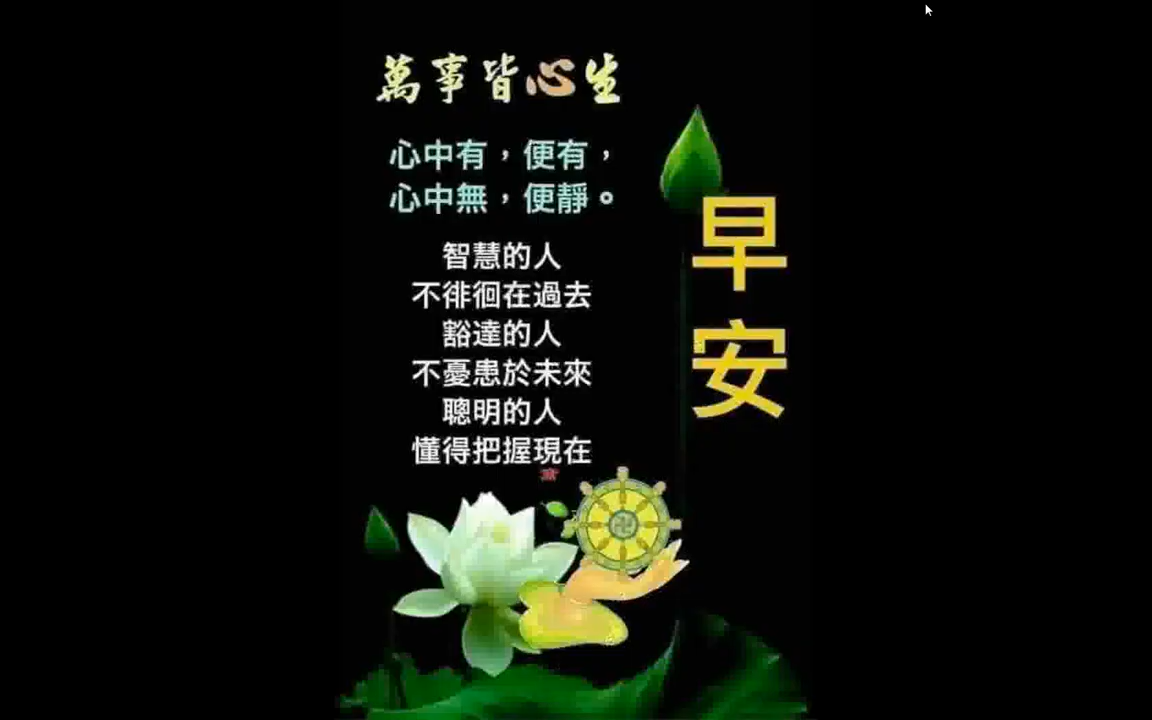 萬事皆心生
心中有，便有，
心中無，便靜。
智慧的人
不徘徊在過去
豁達的人
不憂患於未來
聰明的人
懂得把握現在
早安
卍